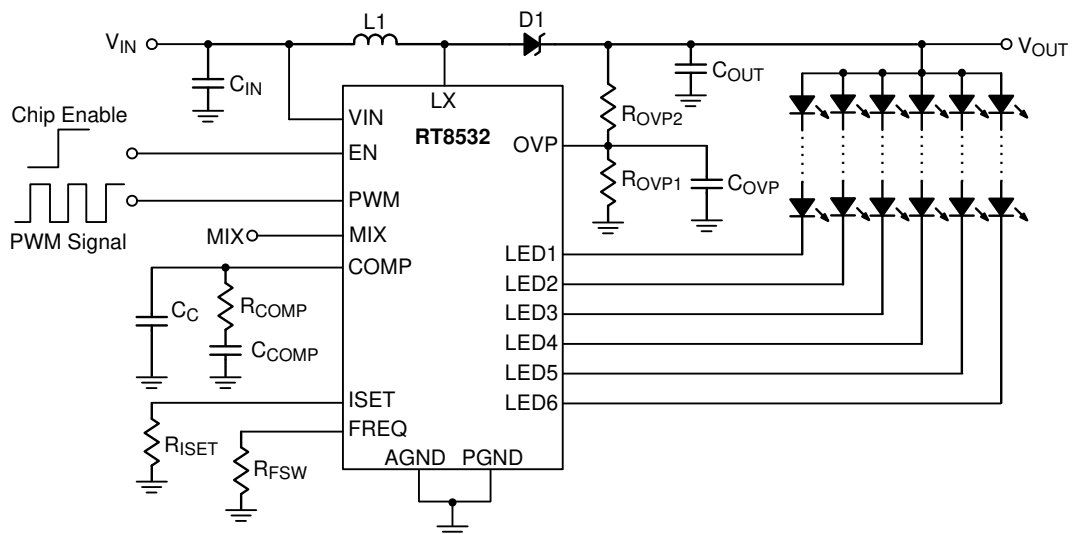 L1
D1
VIN
VOUT
CIN
COUT
LX
Chip Enable
VIN
RT8532
ROVP2
EN
OVP
ROVP1
COVP
PWM
PWM Signal
MIX
MIX
LED1
COMP
LED2
CC
RCOMP
LED3
CCOMP
LED4
LED5
ISET
LED6
RISET
FREQ
RFSW
AGND
PGND